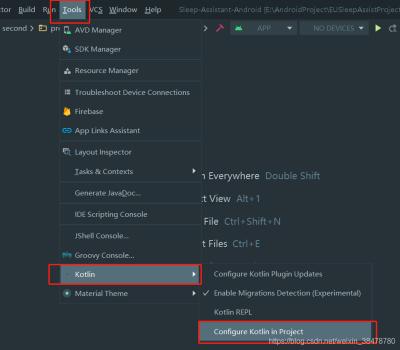 ctor Build Run Tools VCS Window Help Sleep-Assistant-Android [E:\AndroidProject\EUSleepAssistProject
second pr APP NO DEVICES
AVD Manager
SDK Manager
Resource Manager
Troubleshoot Device Connections
Firebase
App Links Assistant
Layout Inspector
Tasks & Contexts
Generate JavaDoc...
IDE Scripting Console
JShell Console...
Groovy Console...
Kotlin
Material Theme
h Everywhere Double Shift
ct View Alt+1
File Ctrl+Shift+N
t Files Ctrl+E
Configure Kotlin Plugin Updates
Enable Migrations Detection (Experimental)
Kotlin REPL
Configure Kotlin in Project
https://blog.csdn.net/weixin_38478780